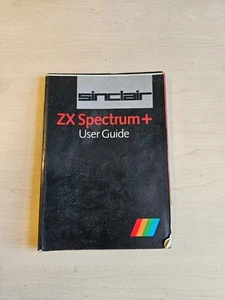 sinclair
ZX Spectrum+
User Guide